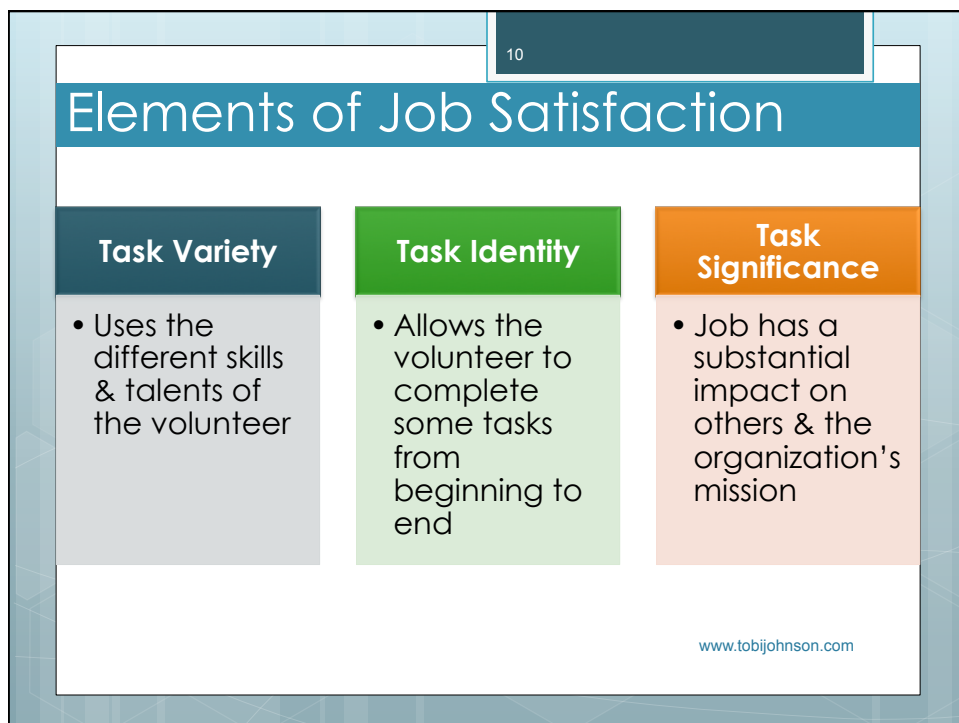 10
Elements of Job Satisfaction
Task Variety
• Uses the
different skills
& talents of
the volunteer
Task Identity
• Allows the
volunteer to
complete
some tasks
from
beginning to
end
Task
Significance
• Job has a
substantial
impact on
others & the
organization’s
mission
www.tobijohnson.com